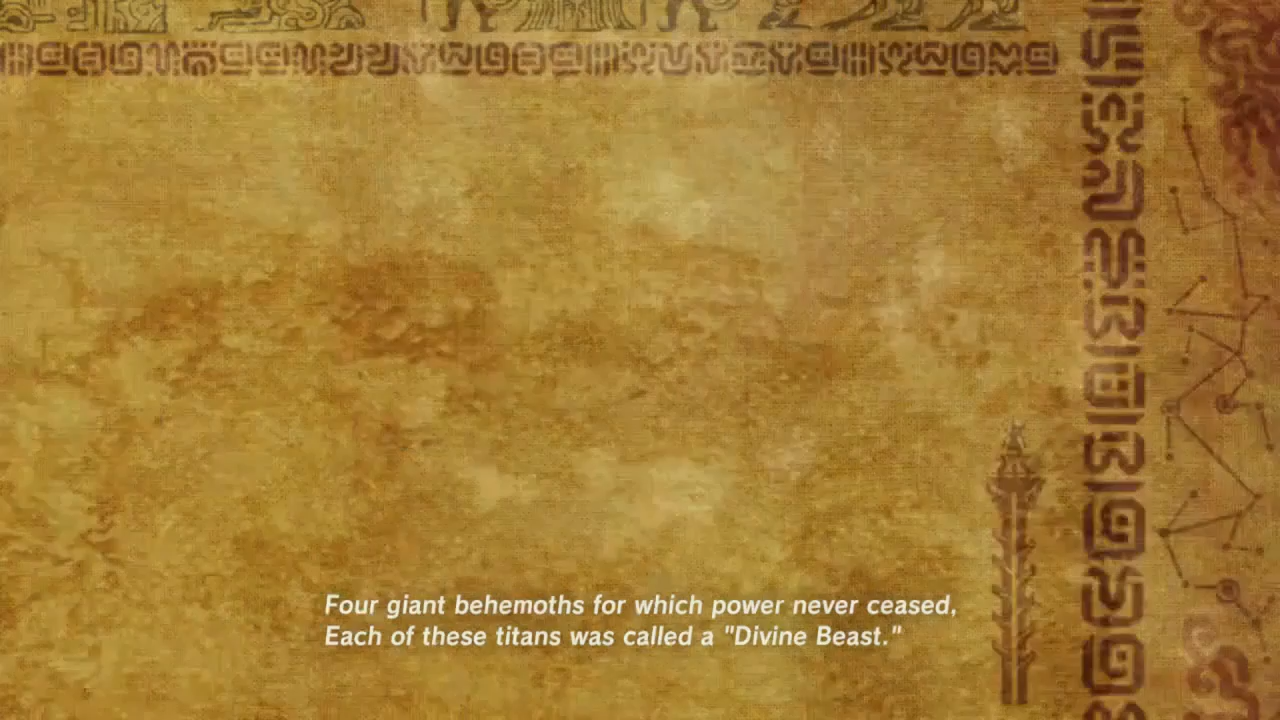 Four giant behemoths for which power never ceased,
Each of these titans was called a "Divine Beast."